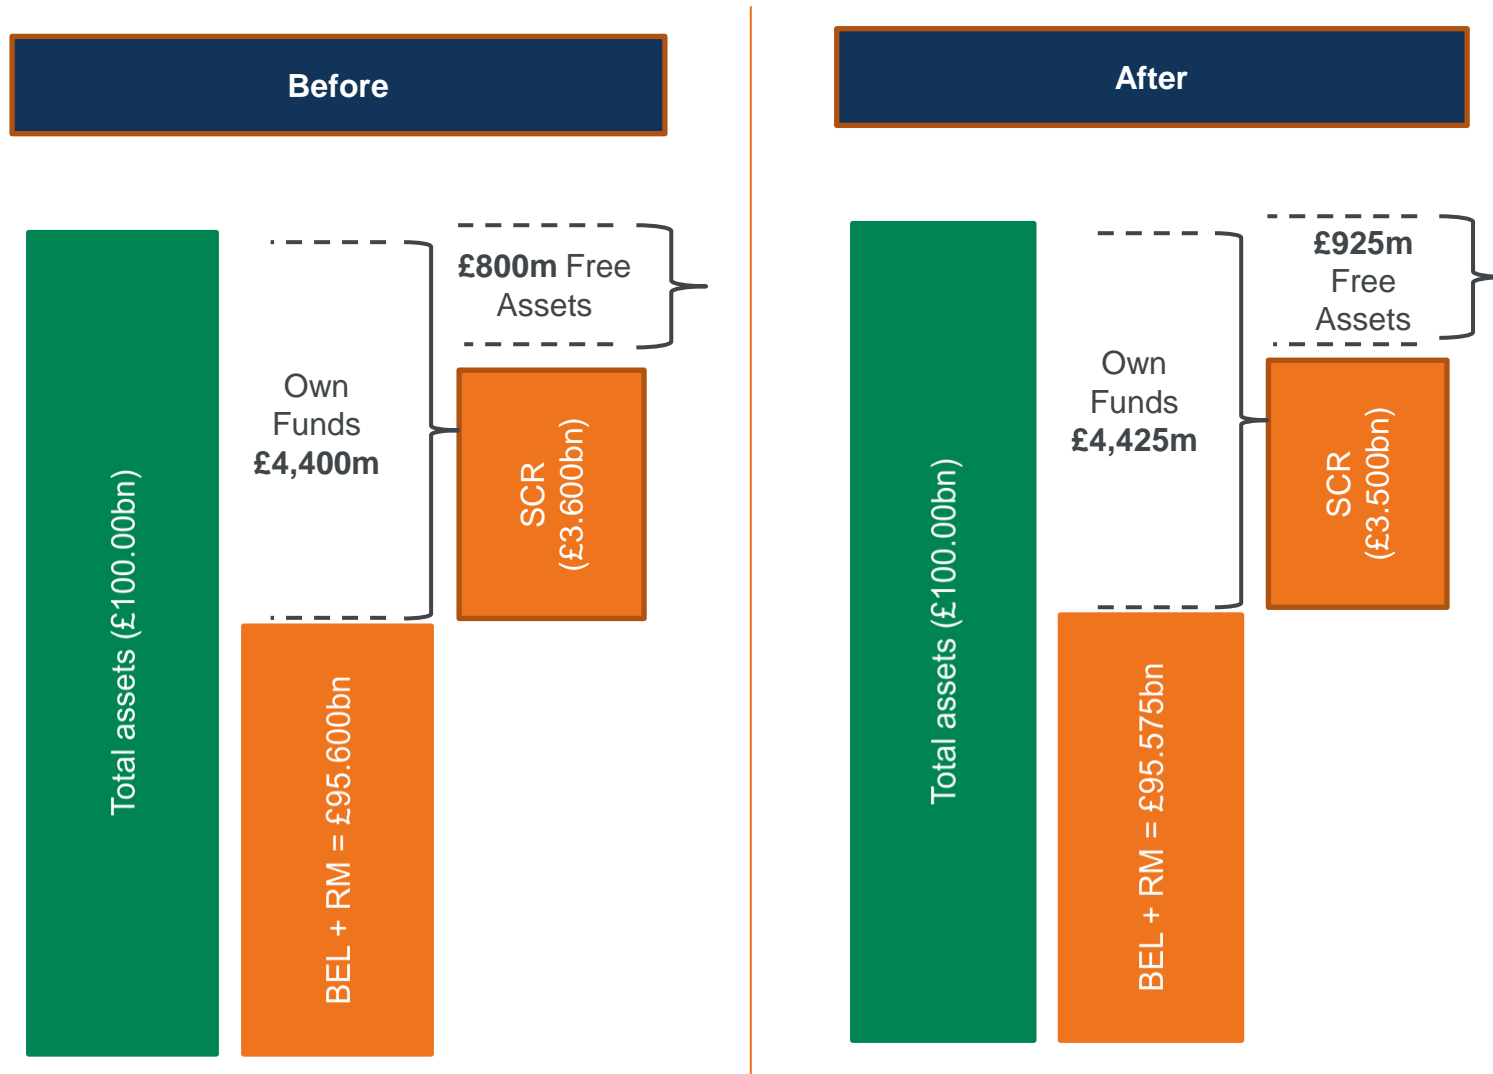 Before
Total assets (£100.00bn)
Own
Funds
£4,400m
BEL + RM = £95.600bn
£800m Free
Assets
SCR
(£3.600bn)
After
Total assets (£100.00bn)
Own
Funds
£4,425m
BEL + RM = £95.575bn
£925m
Free
Assets
SCR
(£3.500bn)